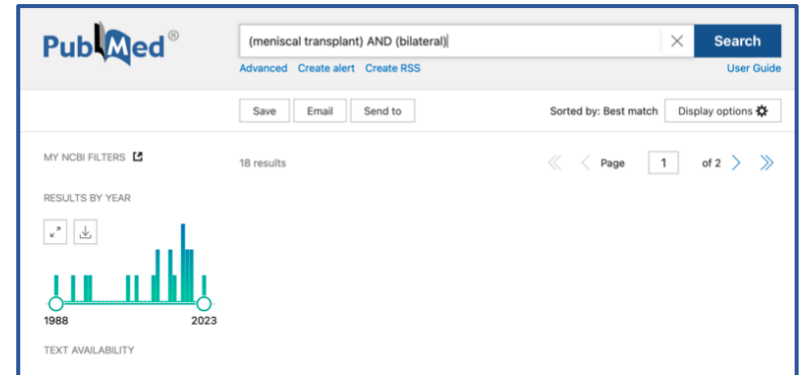 PubMed®
(meniscal transplant) AND (bilateral)
Search
Advanced Create alert Create RSS
User Guide
Save Email Send to
Sorted by: Best match Display options
MY NCBI FILTERS
18 results
Page 1 of 2
RESULTS BY YEAR
1988 2023
TEXT AVAILABILITY